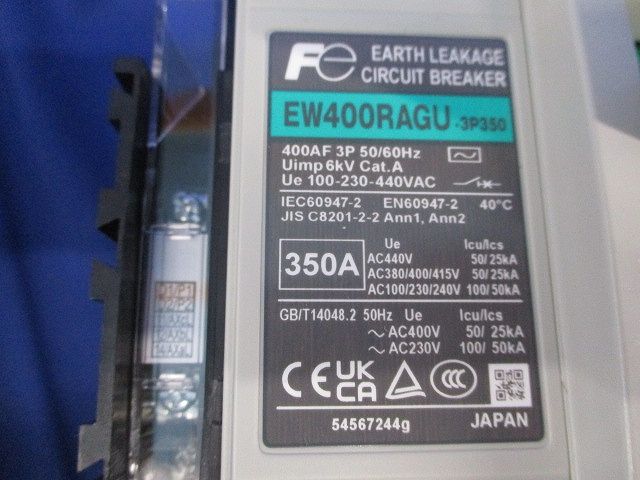 Fe EARTH LEAKAGE
CIRCUIT BREAKER
EW400RAGU -3P350
400AF 3P 50/60Hz
Uimp 6kV Cat.A
Ue 100-230-440VAC
IEC60947-2 EN60947-2 40°C
JIS C8201-2-2 Ann1, Ann2
350A
Ue Icu/Ics
AC440V 50/25kA
AC380/400/415V 50/25kA
AC100/230/240V 100/50kA
GB/T14048.2 50Hz Ue Icu/Ics
~AC400V 50/ 25kA
~AC230V 100/ 50kA
CE UK CA CCC
54567244g JAPAN